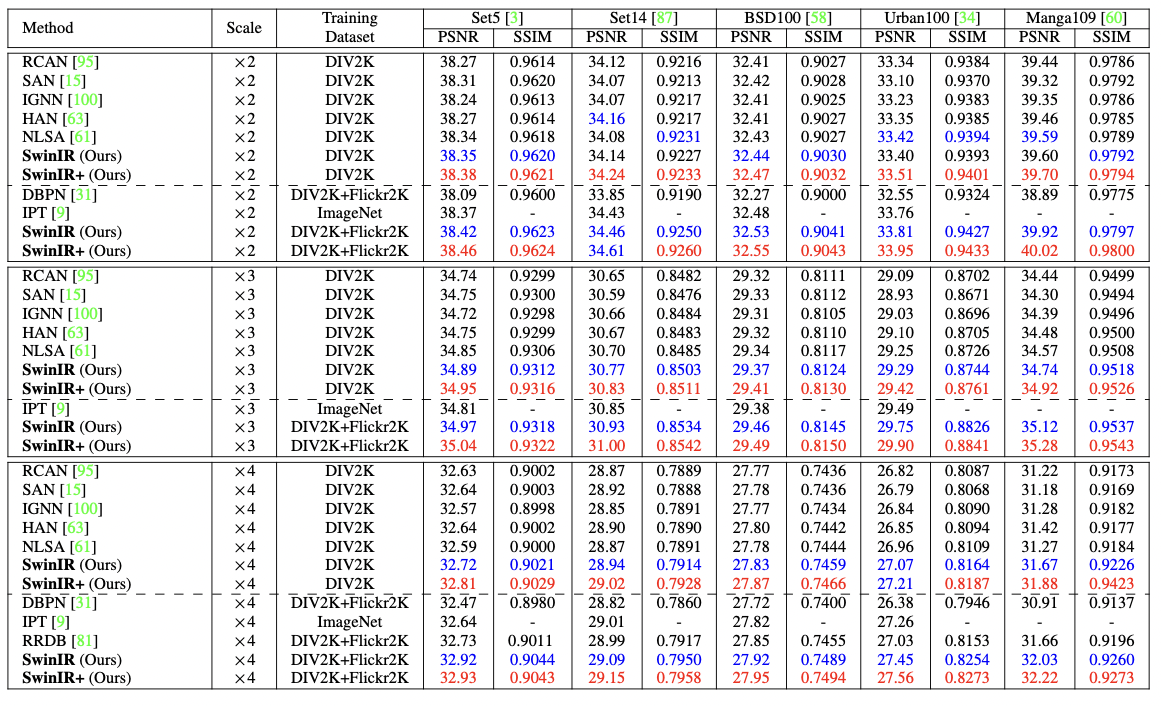 Method Scale Training Dataset Set5 [3] Set14 [87] BSD100 [58] Urban100 [34] Manga109 [60]
PSNR SSIM PSNR SSIM PSNR SSIM PSNR SSIM PSNR SSIM
RCAN [95] ×2 DIV2K 38.27 0.9614 34.12 0.9216 32.41 0.9027 33.34 0.9384 39.44 0.9786
SAN [15] ×2 DIV2K 38.31 0.9620 34.07 0.9213 32.42 0.9028 33.10 0.9370 39.32 0.9792
IGNN [100] ×2 DIV2K 38.24 0.9613 34.07 0.9217 32.41 0.9025 33.23 0.9383 39.35 0.9786
HAN [63] ×2 DIV2K 38.27 0.9614 34.16 0.9217 32.41 0.9027 33.35 0.9385 39.46 0.9785
NLSA [61] ×2 DIV2K 38.34 0.9618 34.08 0.9231 32.43 0.9027 33.42 0.9394 39.59 0.9789
SwinIR (Ours) ×2 DIV2K 38.35 0.9620 34.14 0.9227 32.44 0.9030 33.40 0.9393 39.60 0.9792
SwinIR+ (Ours) ×2 DIV2K 38.38 0.9621 34.24 0.9233 32.47 0.9032 33.51 0.9401 39.70 0.9794
DBPN [31] ×2 DIV2K+Flickr2K 38.09 0.9600 33.85 0.9190 32.27 0.9000 32.55 0.9324 38.89 0.9775
IPT [9] ×2 ImageNet 38.37 - 34.43 - 32.48 - 33.76 - - -
SwinIR (Ours) ×2 DIV2K+Flickr2K 38.42 0.9623 34.46 0.9250 32.53 0.9041 33.81 0.9427 39.92 0.9797
SwinIR+ (Ours) ×2 DIV2K+Flickr2K 38.46 0.9624 34.61 0.9260 32.55 0.9043 33.95 0.9433 40.02 0.9800
RCAN [95] ×3 DIV2K 34.74 0.9299 30.65 0.8482 29.32 0.8111 29.09 0.8702 34.44 0.9499
SAN [15] ×3 DIV2K 34.75 0.9300 30.59 0.8476 29.33 0.8112 28.93 0.8671 34.30 0.9494
IGNN [100] ×3 DIV2K 34.72 0.9298 30.66 0.8484 29.31 0.8105 29.03 0.8696 34.39 0.9496
HAN [63] ×3 DIV2K 34.75 0.9299 30.67 0.8483 29.32 0.8110 29.10 0.8705 34.48 0.9500
NLSA [61] ×3 DIV2K 34.85 0.9306 30.70 0.8485 29.34 0.8117 29.25 0.8726 34.57 0.9508
SwinIR (Ours) ×3 DIV2K 34.89 0.9312 30.77 0.8503 29.37 0.8124 29.29 0.8744 34.74 0.9518
SwinIR+ (Ours) ×3 DIV2K 34.95 0.9316 30.83 0.8511 29.41 0.8130 29.42 0.8761 34.92 0.9526
IPT [9] ×3 ImageNet 34.81 - 30.85 - 29.38 - 29.49 - - -
SwinIR (Ours) ×3 DIV2K+Flickr2K 34.97 0.9318 30.93 0.8534 29.46 0.8145 29.75 0.8826 35.12 0.9537
SwinIR+ (Ours) ×3 DIV2K+Flickr2K 35.04 0.9322 31.00 0.8542 29.49 0.8150 29.90 0.8841 35.28 0.9543
RCAN [95] ×4 DIV2K 32.63 0.9002 28.87 0.7889 27.77 0.7436 26.82 0.8087 31.22 0.9173
SAN [15] ×4 DIV2K 32.64 0.9003 28.92 0.7888 27.78 0.7436 26.79 0.8068 31.18 0.9169
IGNN [100] ×4 DIV2K 32.57 0.8998 28.85 0.7891 27.77 0.7434 26.84 0.8090 31.28 0.9182
HAN [63] ×4 DIV2K 32.64 0.9002 28.90 0.7890 27.80 0.7442 26.85 0.8094 31.42 0.9177
NLSA [61] ×4 DIV2K 32.59 0.9000 28.87 0.7891 27.78 0.7444 26.96 0.8109 31.27 0.9184
SwinIR (Ours) ×4 DIV2K 32.72 0.9021 28.94 0.7914 27.83 0.7459 27.07 0.8164 31.67 0.9226
SwinIR+ (Ours) ×4 DIV2K 32.81 0.9029 29.02 0.7928 27.87 0.7466 27.21 0.8187 31.88 0.9423
DBPN [31] ×4 DIV2K+Flickr2K 32.47 0.8980 28.82 0.7860 27.72 0.7400 26.38 0.7946 30.91 0.9137
IPT [9] ×4 ImageNet 32.64 - 29.01 - 27.82 - 27.26 - - -
RRDB [81] ×4 DIV2K+Flickr2K 32.73 0.9011 28.99 0.7917 27.85 0.7455 27.03 0.8153 31.66 0.9196
SwinIR (Ours) ×4 DIV2K+Flickr2K 32.92 0.9044 29.09 0.7950 27.92 0.7489 27.45 0.8254 32.03 0.9260
SwinIR+ (Ours) ×4 DIV2K+Flickr2K 32.93 0.9043 29.15 0.7958 27.95 0.7494 27.56 0.8273 32.22 0.9273